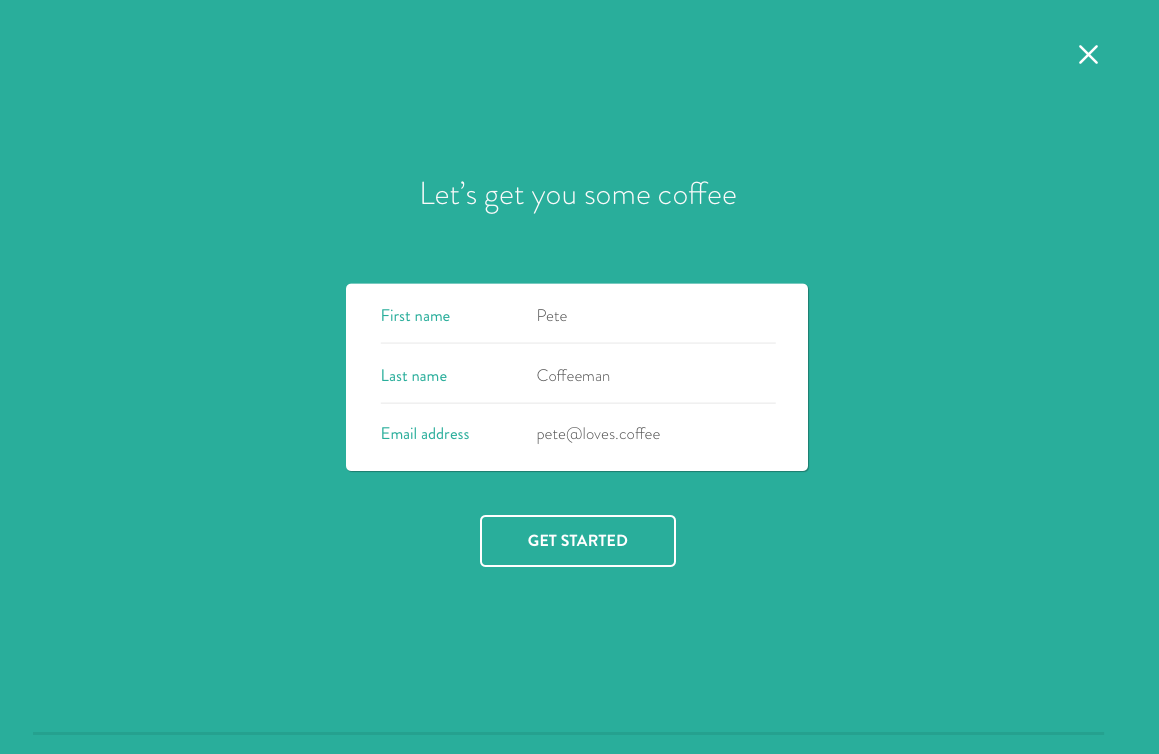 Let’s get you some coffee
First name Pete
Last name Coffeeman
Email address pete@loves.coffee
GET STARTED